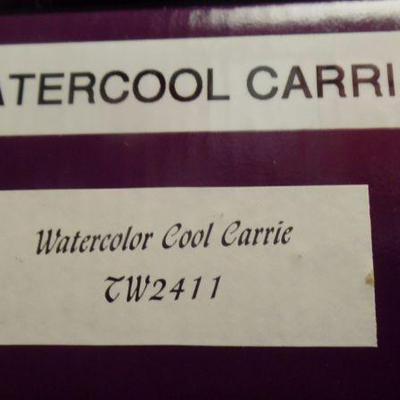 ATERCOOL CARRI
Watercolor Cool Carrie
TW2411